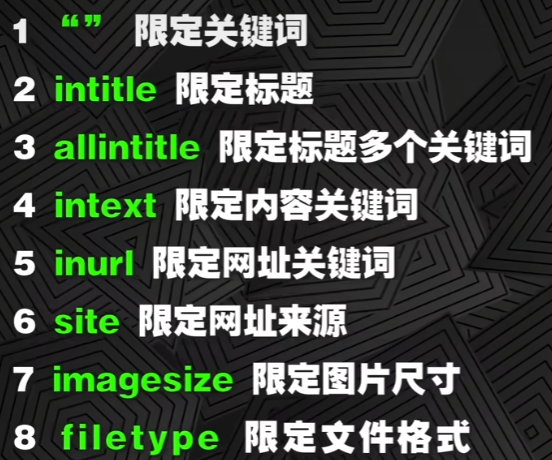 1 “” 限定关键词
2 intitle 限定标题
3 allintitle 限定标题多个关键词
4 intext 限定内容关键词
5 inurl 限定网址关键词
6 site 限定网址来源
7 imagesize 限定图片尺寸
8 filetype 限定文件格式